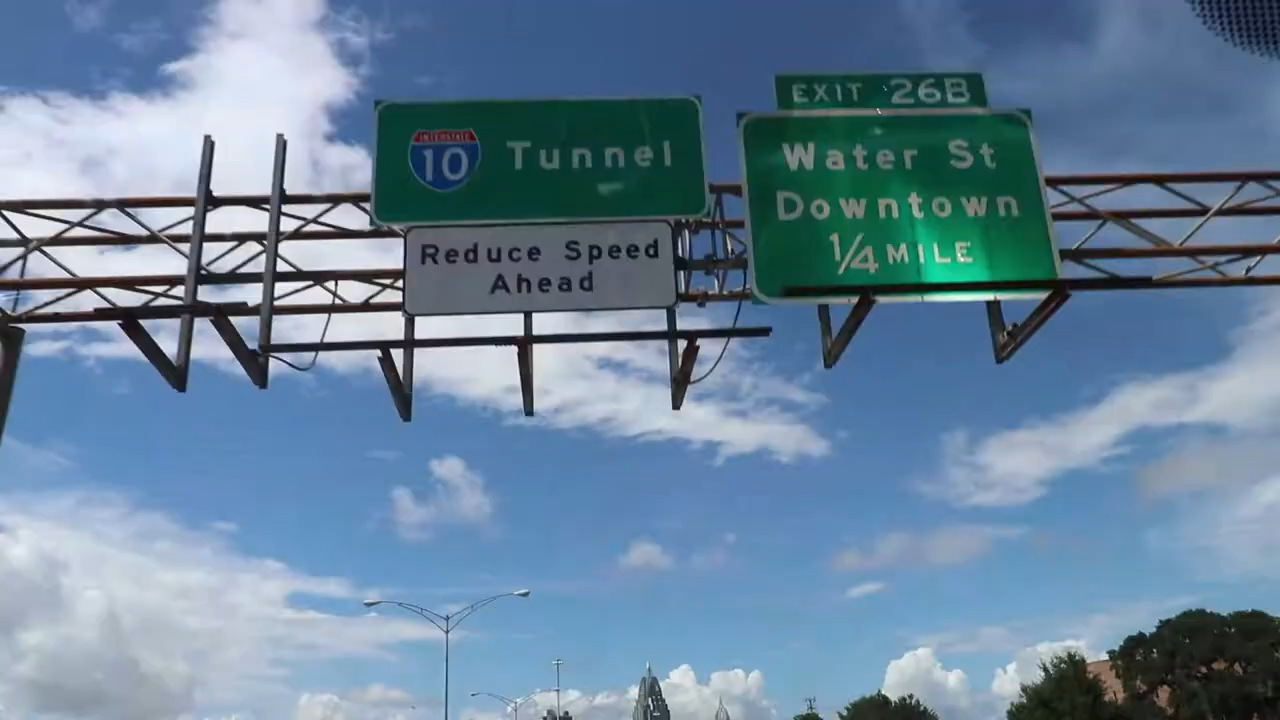 INTERSTATE
10 Tunnel
Reduce Speed
Ahead
EXIT 26B
Water St
Downtown
1/4 MILE